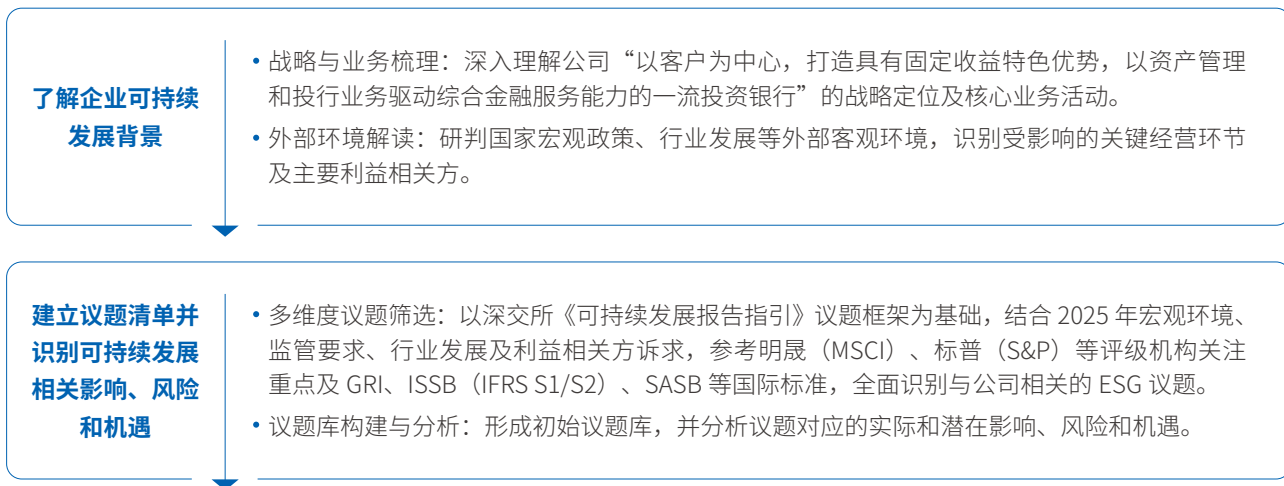 了解企业可持续
发展背景
• 战略与业务梳理：深入理解公司“以客户为中心，打造具有固定收益特色优势，以资产管理
和投行业务驱动综合金融服务能力的一流投资银行”的战略定位及核心业务活动。
• 外部环境解读：研判国家宏观政策、行业发展等外部客观环境，识别受影响的关键经营环节
及主要利益相关方。
建立议题清单并
识别可持续发展
相关影响、风险
和机遇
• 多维度议题筛选：以深交所《可持续发展报告指引》议题框架为基础，结合 2025 年宏观环境、
监管要求、行业发展及利益相关方诉求，参考明晟（MSCI）、标普（S&P）等评级机构关注
重点及 GRI、ISSB（IFRS S1/S2）、SASB 等国际标准，全面识别与公司相关的 ESG 议题。
• 议题库构建与分析：形成初始议题库，并分析议题对应的实际和潜在影响、风险和机遇。